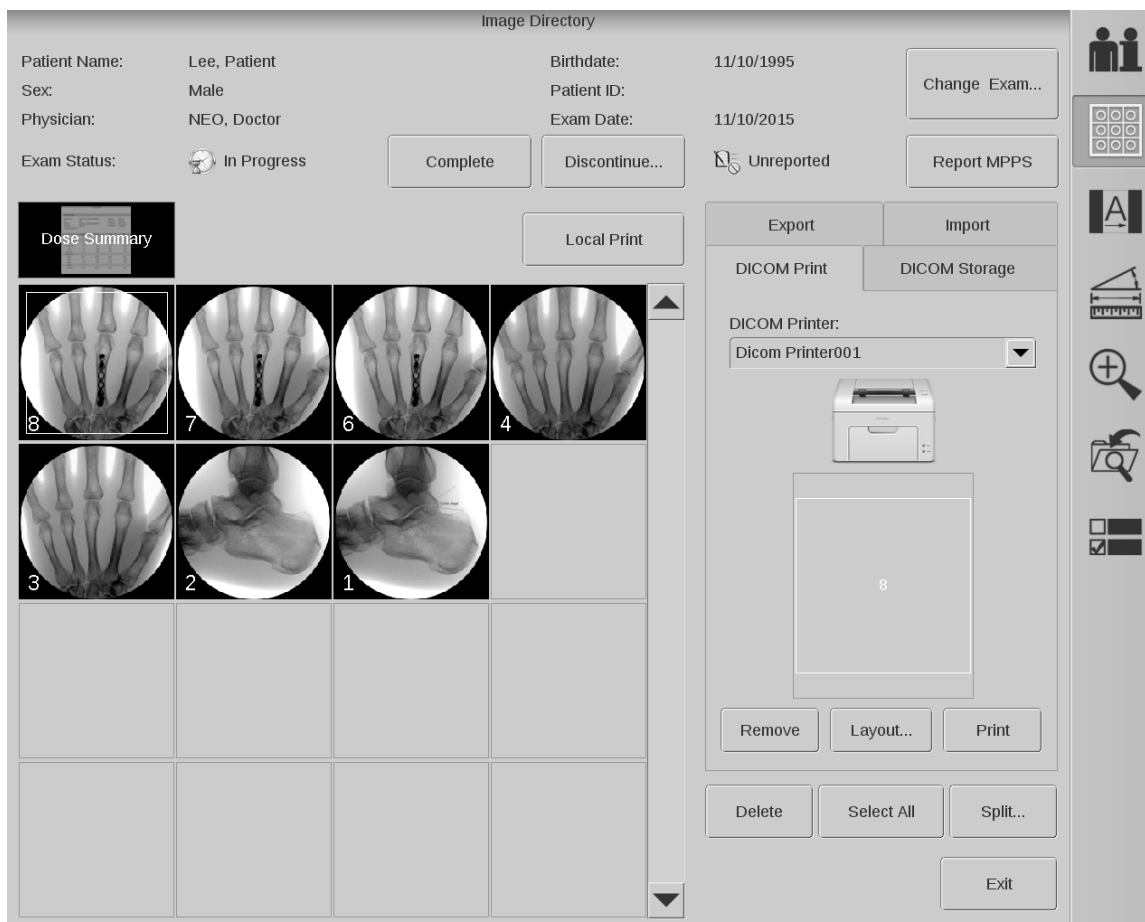 Image Directory
Patient Name: Lee, Patient Birthdate: 11/10/1995
Change Exam...
Sex: Male Patient ID:
Physician: NEO, Doctor Exam Date: 11/10/2015
Exam Status: In Progress Complete Discontinue... Unreported Report MPPS
Dose Summary
Local Print
Export Import
DICOM Print DICOM Storage
A
DICOM Printer:
Dicom Printer001
8 7 6 4
3 2 1
8
Remove Layout... Print
Delete Select All Split...
Exit